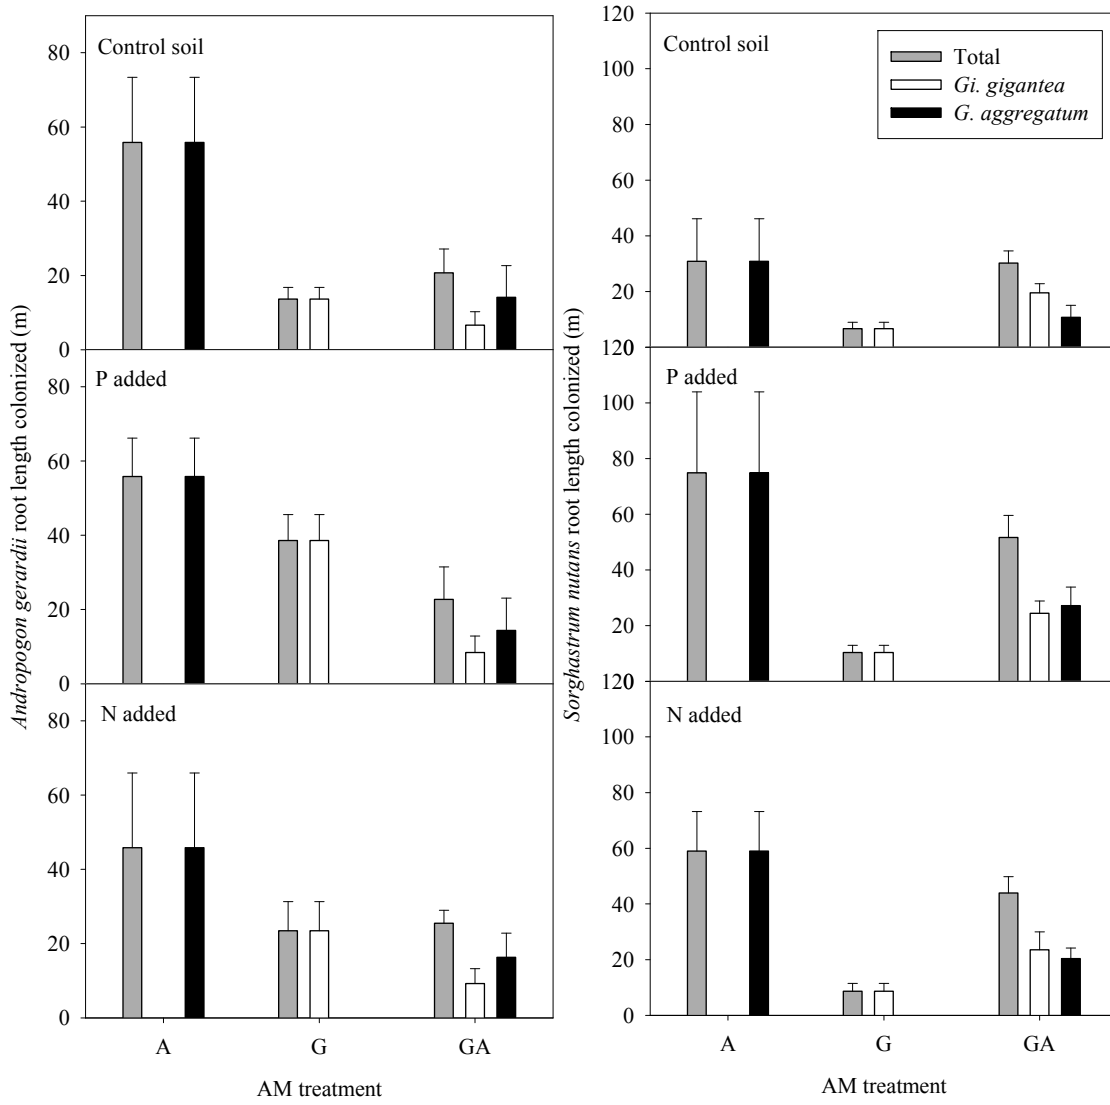 Andropogon gerardii root length colonized (m)
Control soil
80
60
40
20
0
P added
80
60
40
20
0
N added
80
60
40
20
0
A G GA
AM treatment
Sorghastrum nutans root length colonized (m)
120
Control soil
Total
Gi. gigantea
G. aggregatum
100
80
60
40
20
0
120
P added
100
80
60
40
20
0
120
N added
100
80
60
40
20
0
A G GA
AM treatment